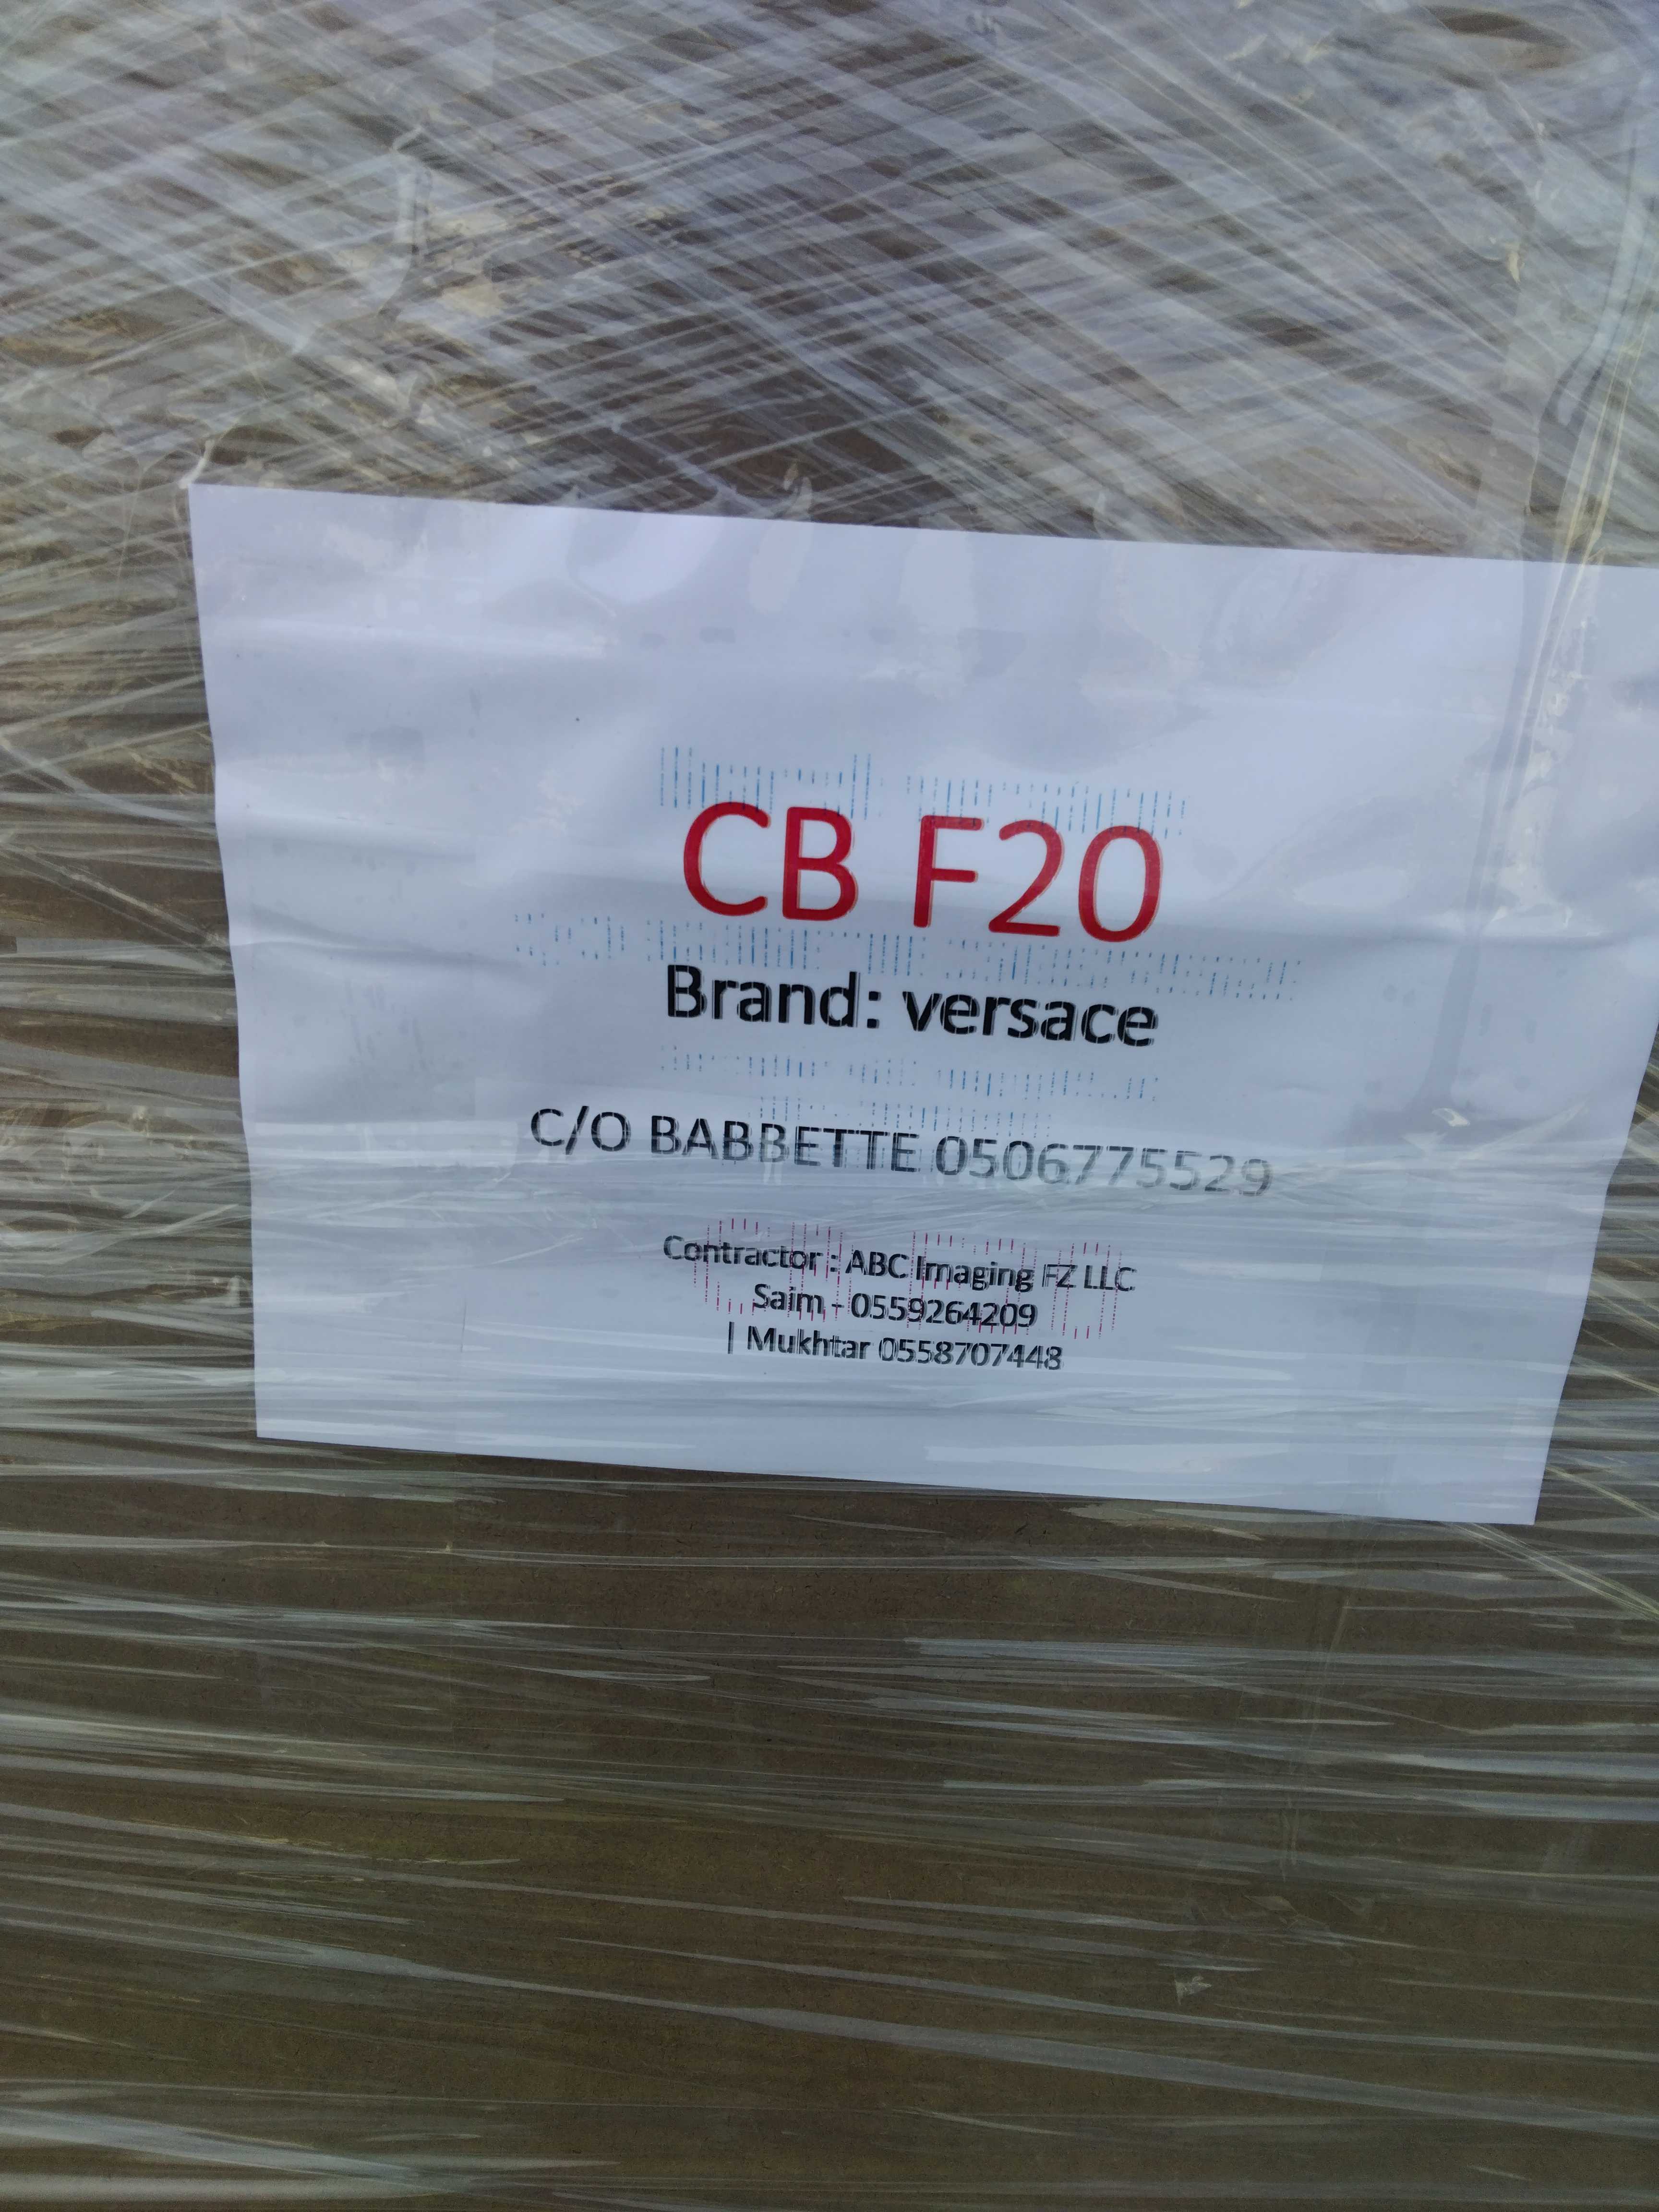 CB F20
Brand: versace
C/O BABBETTE 0506775529
Contractor : ABC Imaging FZ LLC
Saim - 0559264209
| Mukhtar 0558707448